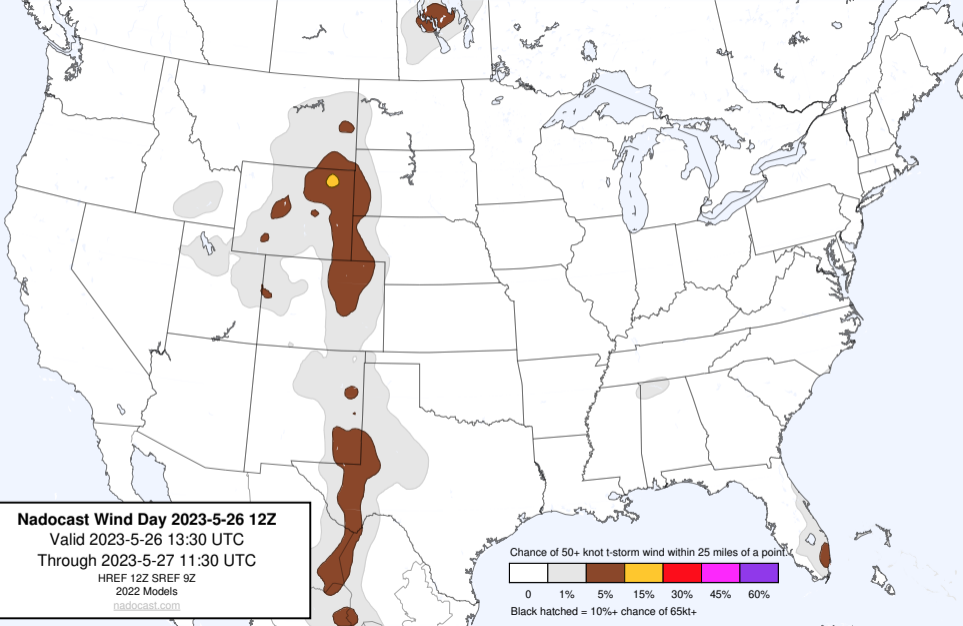 Nadocast Wind Day 2023-5-26 12Z
Valid 2023-5-26 13:30 UTC
Through 2023-5-27 11:30 UTC
HREF 12Z SREF 9Z
2022 Models
nadocast.com
Chance of 50+ knot t-storm wind within 25 miles of a point.
0 1% 5% 15% 30% 45% 60%
Black hatched = 10%+ chance of 65kt+